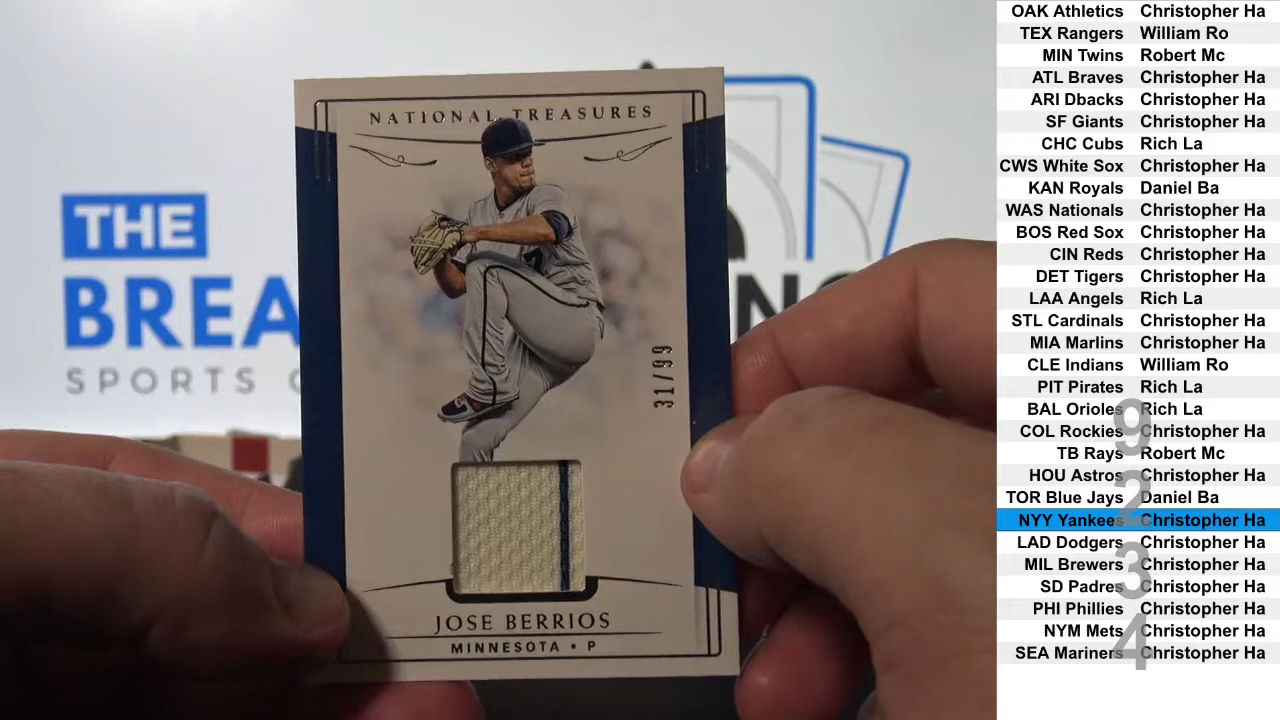 THE
BREA
SPORTS
NATIONAL TREASURES
31/99
JOSE BERRIOS
MINNESOTA • P
OAK Athletics Christopher Ha
TEX Rangers William Ro
MIN Twins Robert Mc
ATL Braves Christopher Ha
ARI Dbacks Christopher Ha
SF Giants Christopher Ha
CHC Cubs Rich La
CWS White Sox Christopher Ha
KAN Royals Daniel Ba
WAS Nationals Christopher Ha
BOS Red Sox Christopher Ha
CIN Reds Christopher Ha
DET Tigers Christopher Ha
LAA Angels Rich La
STL Cardinals Christopher Ha
MIA Marlins Christopher Ha
CLE Indians William Ro
PIT Pirates Rich La
BAL Orioles Rich La
COL Rockies Christopher Ha
TB Rays Robert Mc
HOU Astros Christopher Ha
TOR Blue Jays Daniel Ba
NYY Yankees Christopher Ha
LAD Dodgers Christopher Ha
MIL Brewers Christopher Ha
SD Padres Christopher Ha
PHI Phillies Christopher Ha
NYM Mets Christopher Ha
SEA Mariners Christopher Ha
9
2
3
4